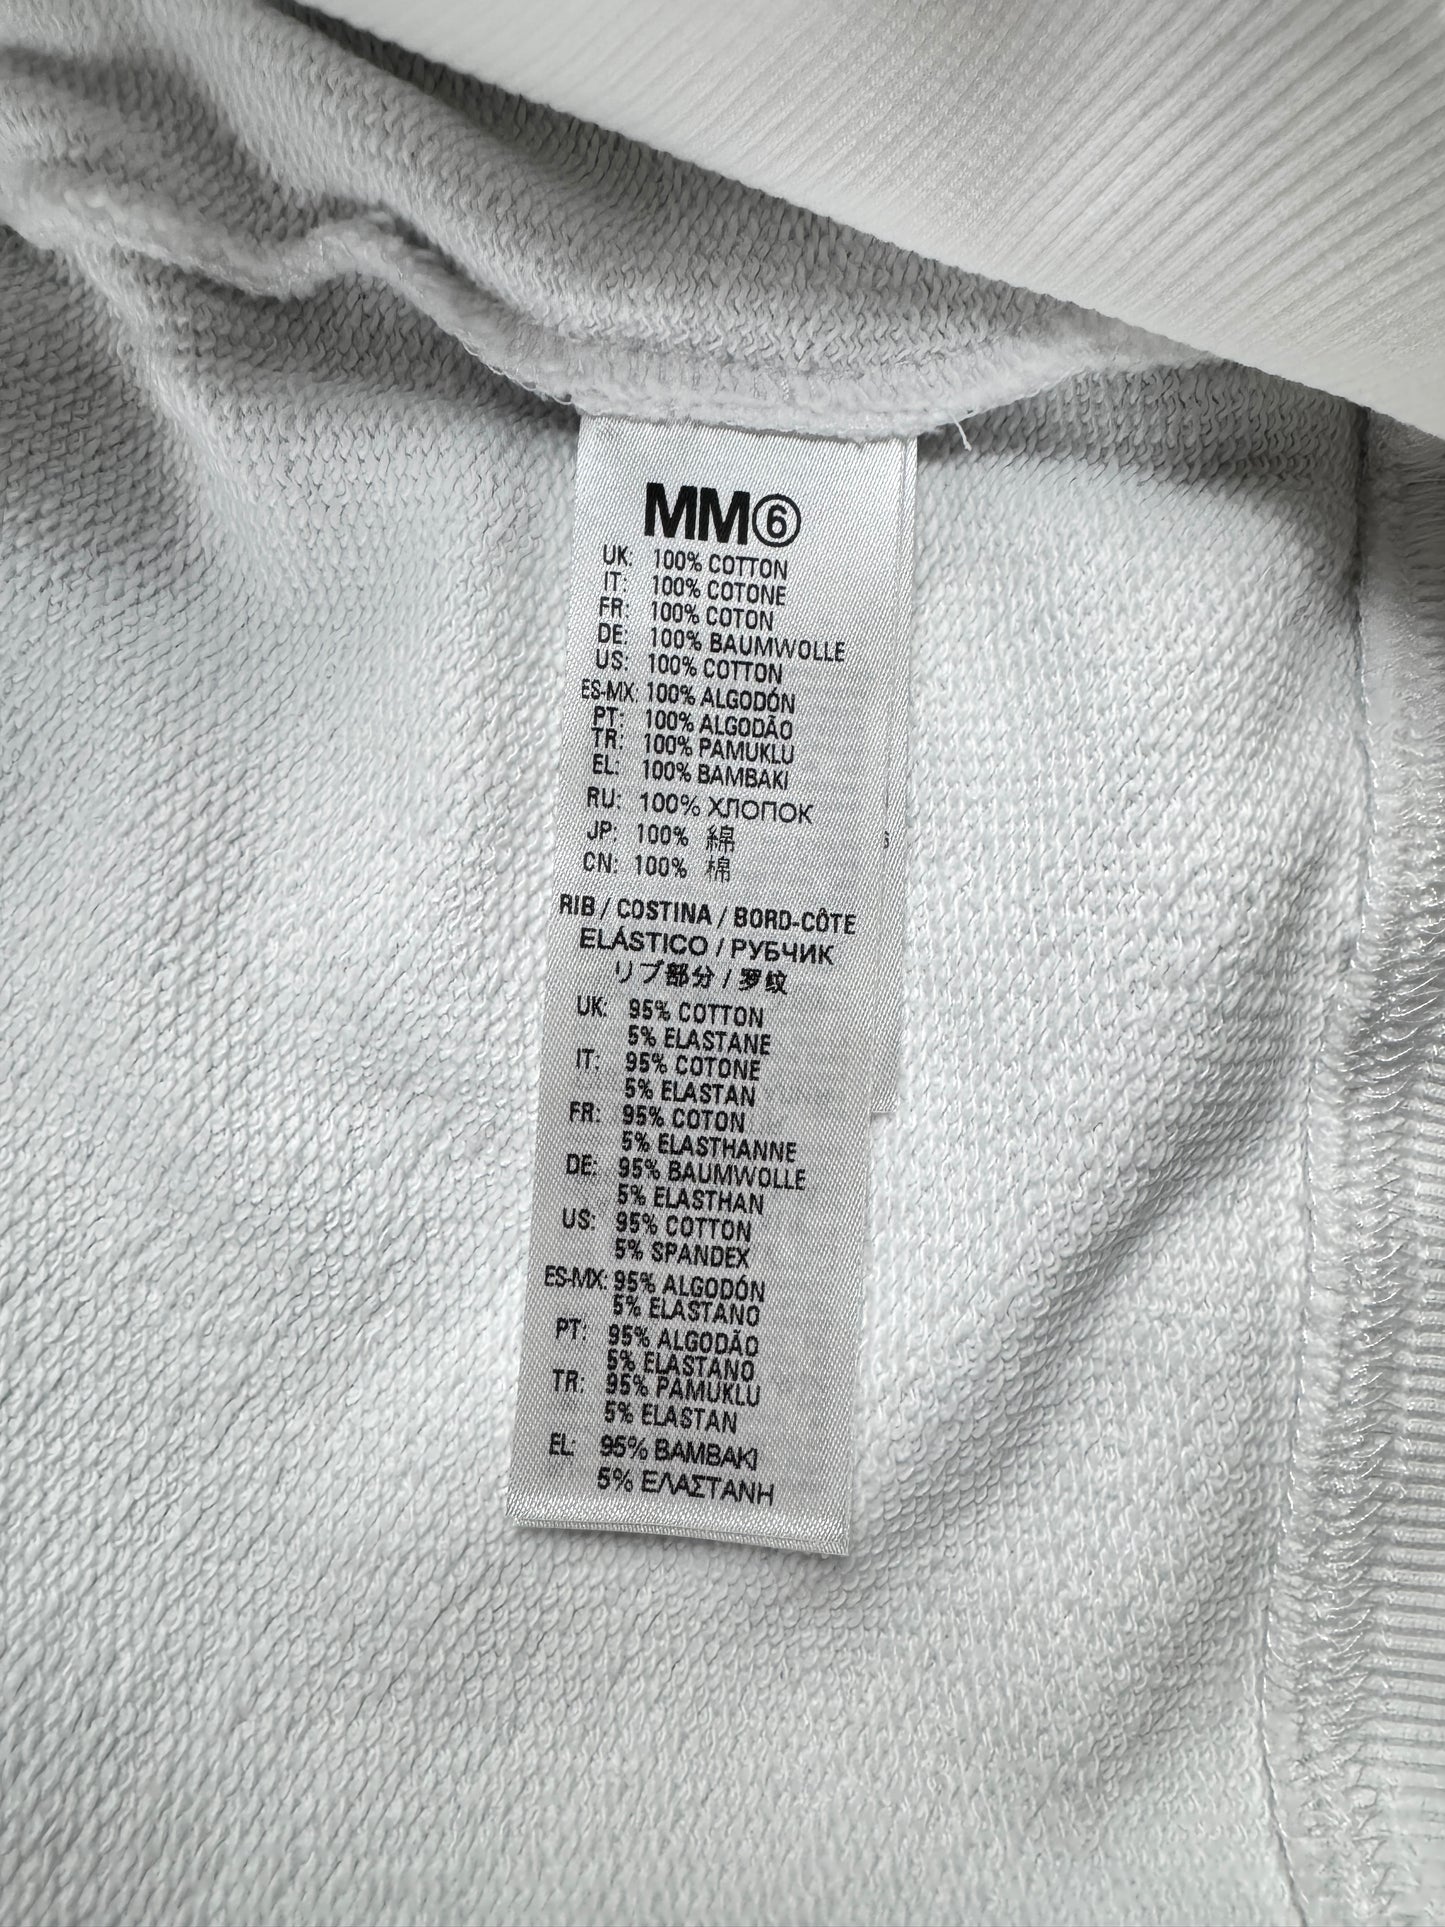 MM⑥
UK: 100% COTTON
IT: 100% COTONE
FR: 100% COTON
DE: 100% BAUMWOLLE
US: 100% COTTON
ES-MX: 100% ALGODÓN
PT: 100% ALGODÃO
TR: 100% PAMUKLU
EL: 100% BAMBAKI
RU: 100% ХЛОПОК
JP: 100% 綿
CN: 100% 棉
RIB / COSTINA / BORD-CÔTE
ELÁSTICO / РУБЧИК
リブ部分 / 罗纹
UK: 95% COTTON
5% ELASTANE
IT: 95% COTONE
5% ELASTAN
FR: 95% COTON
5% ELASTHANNE
DE: 95% BAUMWOLLE
5% ELASTHAN
US: 95% COTTON
5% SPANDEX
ES-MX: 95% ALGODÓN
5% ELASTANO
PT: 95% ALGODÃO
5% ELASTANO
TR: 95% PAMUKLU
5% ELASTAN
EL: 95% BAMBAKI
5% ΕΛΑΣΤΑΝΗ